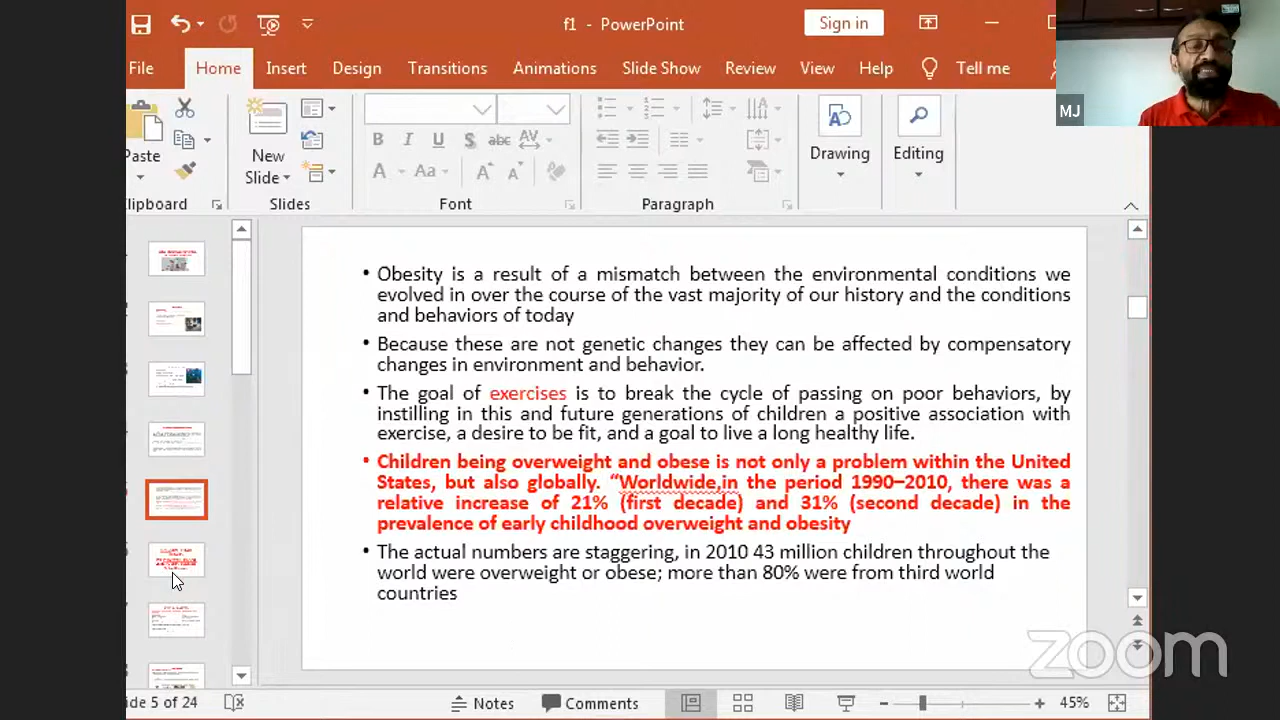 f1 - PowerPoint
Sign in
File Home Insert Design Transitions Animations Slide Show Review View Help Tell me
MJ
Paste
New
Slide
Drawing
Editing
B I U S abc AV
A Aa A A
lipboard Slides Font Paragraph
• Obesity is a result of a mismatch between the environmental conditions we
evolved in over the course of the vast majority of our history and the conditions
and behaviors of today
• Because these are not genetic changes they can be affected by compensatory
changes in environment and behavior.
• The goal of exercises is to break the cycle of passing on poor behaviors, by
instilling in this and future generations of children a positive association with
exercise, a desire to be fit, and a goal to live a long healthy life.
• Children being overweight and obese is not only a problem within the United
States, but also globally. “Worldwide,in the period 1990–2010, there was a
relative increase of 21% (first decade) and 31% (second decade) in the
prevalence of early childhood overweight and obesity
• The actual numbers are staggering, in 2010 43 million children throughout the
world were overweight or obese; more than 80% were from third world
countries
zoom
ide 5 of 24 Notes Comments 45%